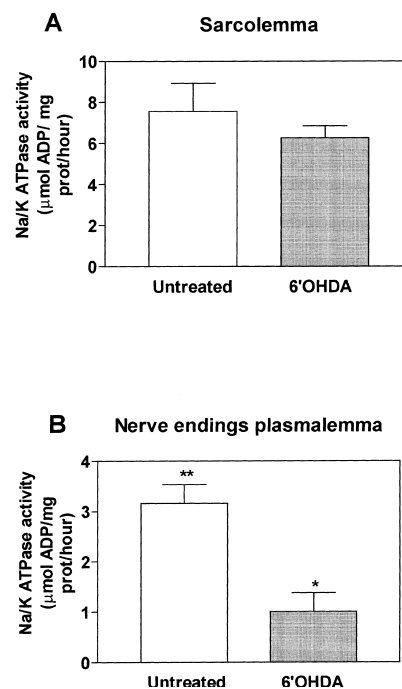 A
Sarcolemma
Na/K ATPase activity
(μmol ADP/ mg
prot/hour)
10
8
6
4
2
0
Untreated
6'OHDA
B
Nerve endings plasmalemma
Na/K ATPase activity
(μmol ADP/mg
prot/hour)
4
3
2
1
0
**
*
Untreated
6'OHDA